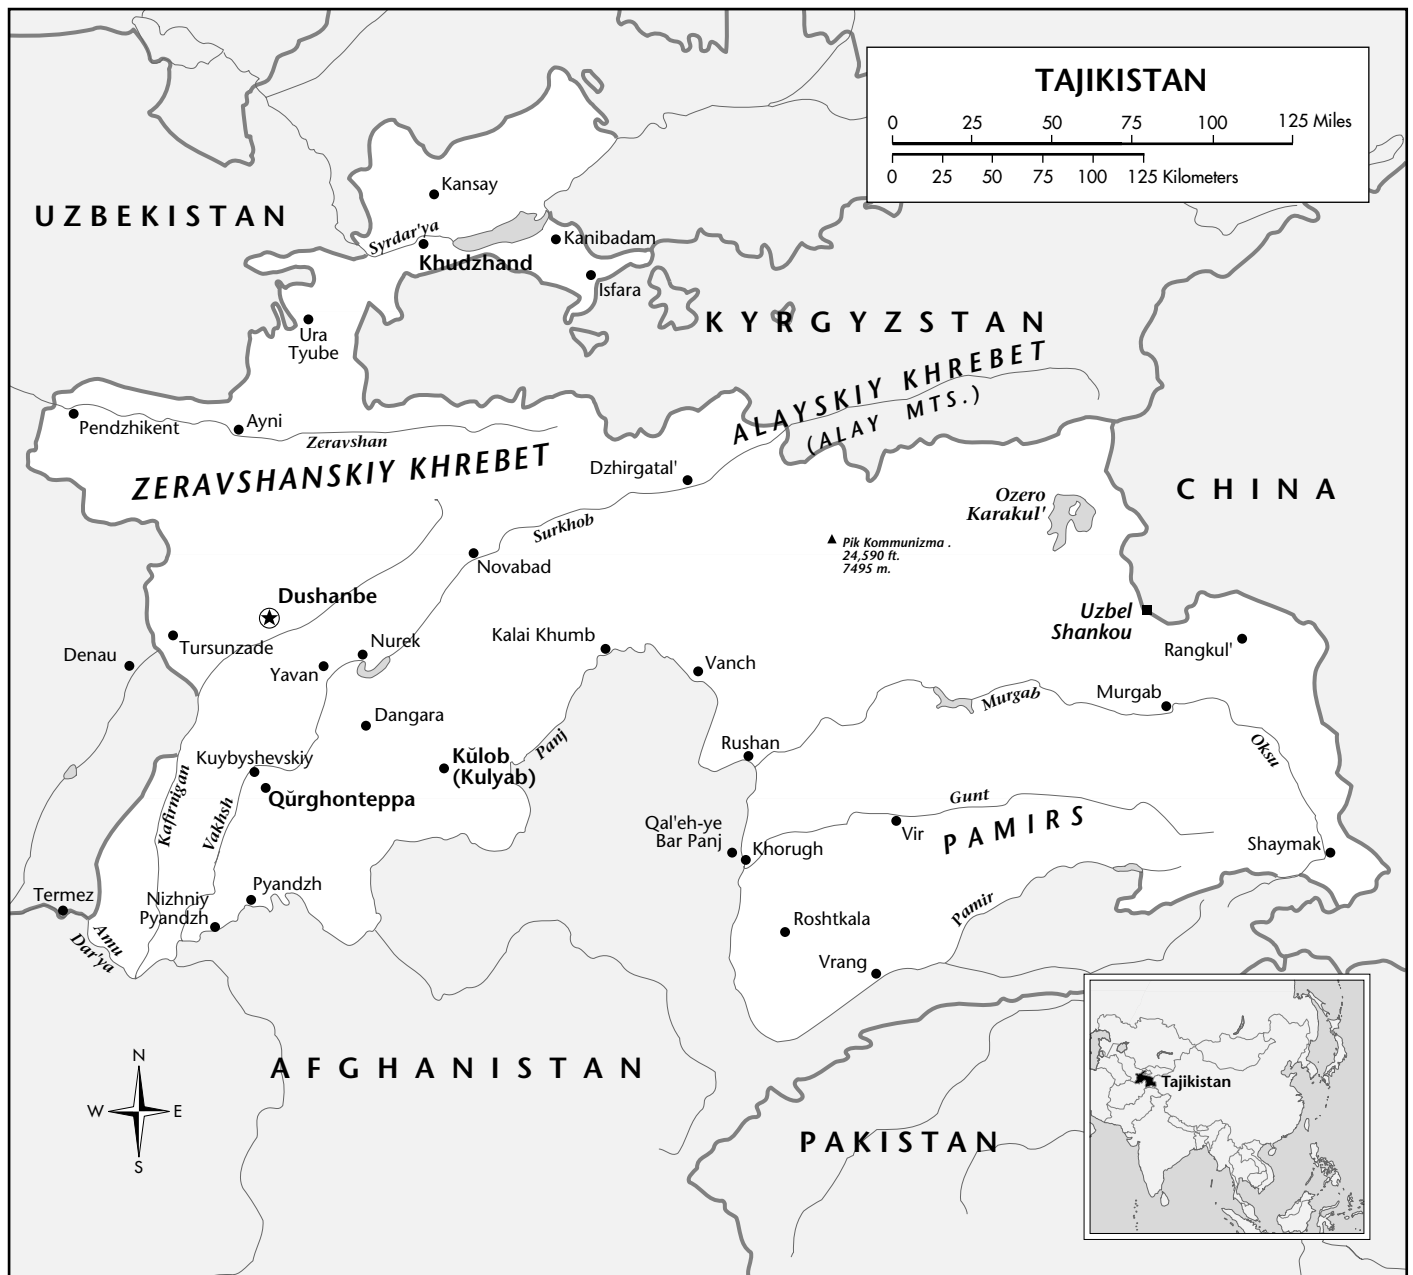 TAJIKISTAN
0 25 50 75 100 125 Miles
0 25 50 75 100 125 Kilometers
UZBEKISTAN
Kansay
Syrdar'ya
Khudzhand
Kanibadam
Isfara
Ura
Tyube
KYRGYZSTAN
ALAYSKIY KHREBET
(ALAY MTS.)
Pendzhikent
Ayni
Zeravshan
ZERAVSHANSKIY KHREBET
Dzhirgatal'
CHINA
Ozero
Karakul'
Surkhob
Pik Kommunizma .
24,590 ft.
7495 m.
Novabad
Dushanbe
Uzbel
Shankou
Rangkul'
Denau
Tursunzade
Nurek
Yavan
Kalai Khumb
Vanch
Murgab
Murgab
Dangara
Panj
Rushan
Oksu
Kuybyshevskiy
Kŭlob
(Kulyab)
Qŭrghonteppa
Kafirnigan
Vakhsh
Gunt
PAMIRS
Vir
Qal'eh-ye
Bar Panj
Khorugh
Shaymak
Termez
Nizhniy
Pyandzh
Pyandzh
Amu
Dar'ya
Roshtkala
Pamir
Vrang
AFGHANISTAN
PAKISTAN
N
W E
S
Tajikistan